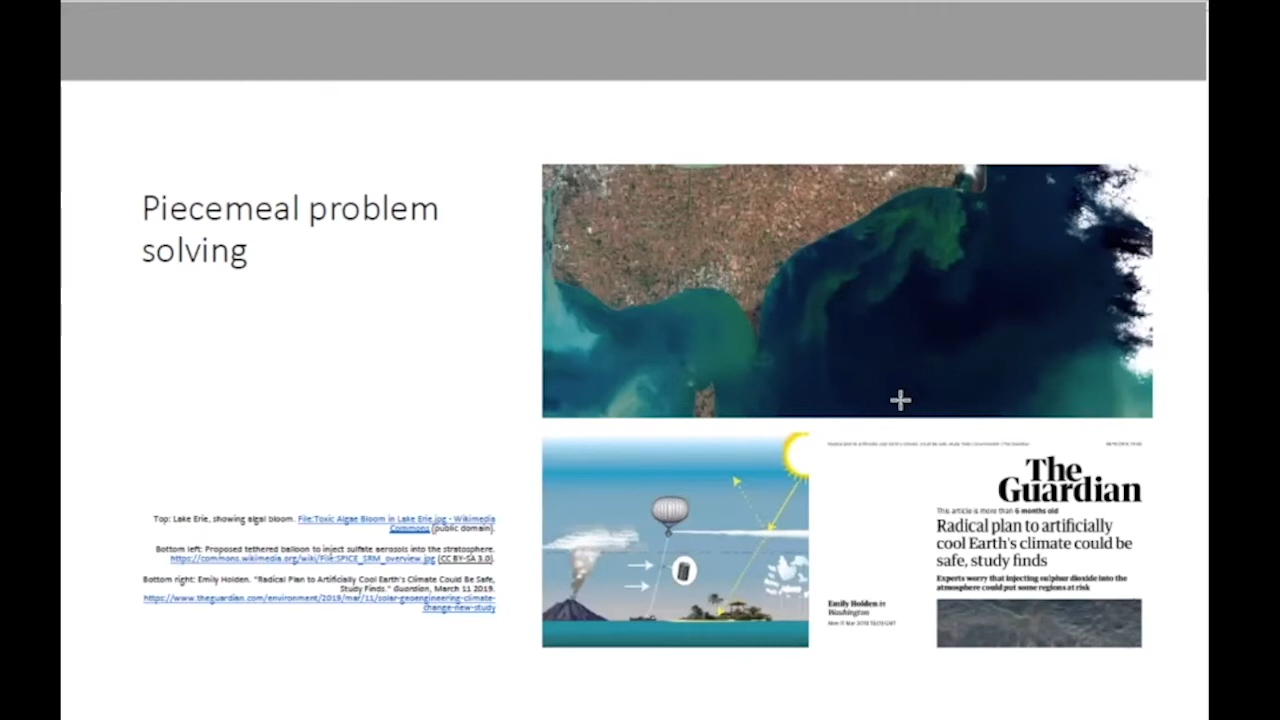 Piecemeal problem
solving
Top: Lake Erie, showing algal bloom. File:Toxic Algae Bloom in Lake Erie.jpg - Wikimedia
Commons (public domain).
Bottom left: Proposed tethered balloon to inject sulfate aerosols into the stratosphere.
https://commons.wikimedia.org/wiki/File:SPICE_SRM_overview.jpg (CC BY-SA 3.0).
Bottom right: Emily Holden. "Radical Plan to Artificially Cool Earth's Climate Could Be Safe,
Study Finds." Guardian, March 11 2019.
https://www.theguardian.com/environment/2019/mar/11/solar-geoengineering-climate-
change-new-study
The
Guardian
This article is more than 6 months old
Radical plan to artificially
cool Earth's climate could be
safe, study finds
Experts worry that injecting sulphur dioxide into the
atmosphere could put some regions at risk
Emily Holden in
Washington